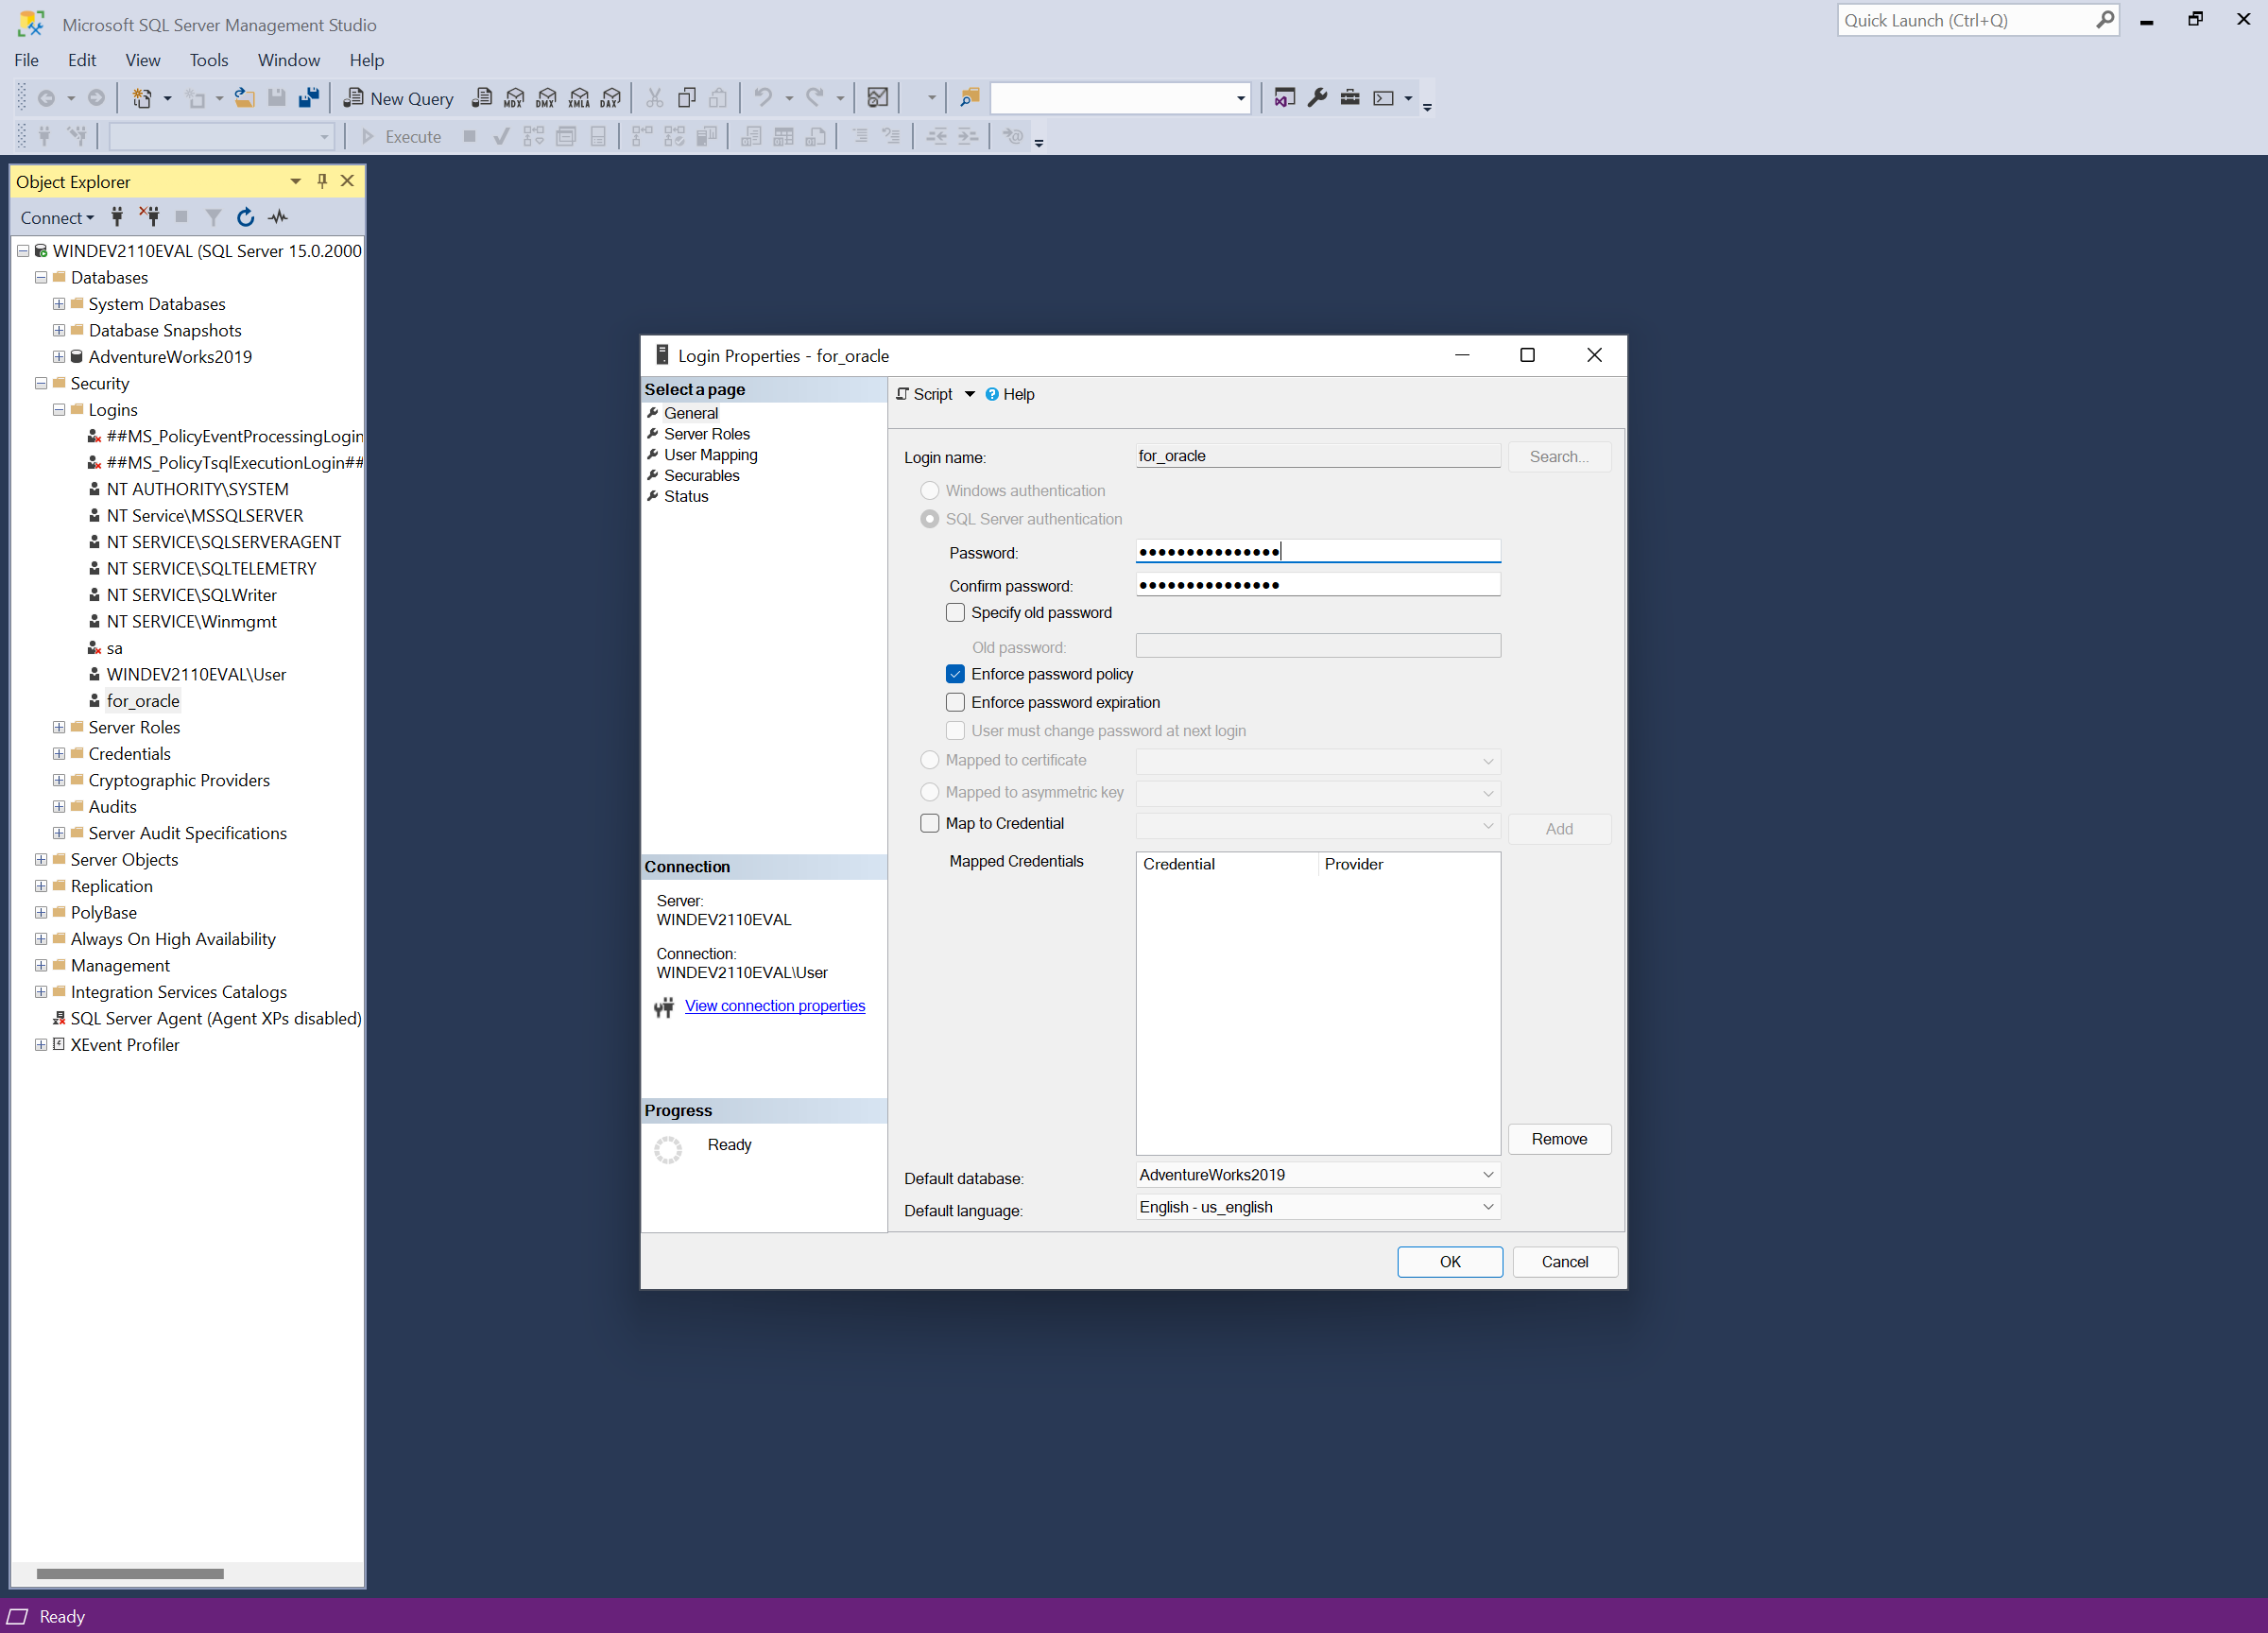 Microsoft SQL Server Management Studio
Quick Launch (Ctrl+Q)
File Edit View Tools Window Help
New Query MDX DMX XMLA DAX
Execute
Object Explorer
Connect
WINDEV2110EVAL (SQL Server 15.0.2000
Databases
System Databases
Database Snapshots
AdventureWorks2019
Security
Logins
##MS_PolicyEventProcessingLogin
##MS_PolicyTsqlExecutionLogin##
NT AUTHORITY\SYSTEM
NT Service\MSSQLSERVER
NT SERVICE\SQLSERVERAGENT
NT SERVICE\SQLTELEMETRY
NT SERVICE\SQLWriter
NT SERVICE\Winmgmt
sa
WINDEV2110EVAL\User
for_oracle
Server Roles
Credentials
Cryptographic Providers
Audits
Server Audit Specifications
Server Objects
Replication
PolyBase
Always On High Availability
Management
Integration Services Catalogs
SQL Server Agent (Agent XPs disabled)
XEvent Profiler
Login Properties - for_oracle
Select a page
General
Server Roles
User Mapping
Securables
Status
Connection
Server:
WINDEV2110EVAL
Connection:
WINDEV2110EVAL\User
View connection properties
Progress
Ready
Script Help
Login name: for_oracle Search...
Windows authentication
SQL Server authentication
Password: ●●●●●●●●●●●●●●●
Confirm password: ●●●●●●●●●●●●●●●
Specify old password
Old password:
Enforce password policy
Enforce password expiration
User must change password at next login
Mapped to certificate
Mapped to asymmetric key
Map to Credential Add
Mapped Credentials Credential Provider
Remove
Default database: AdventureWorks2019
Default language: English - us_english
OK Cancel
Ready